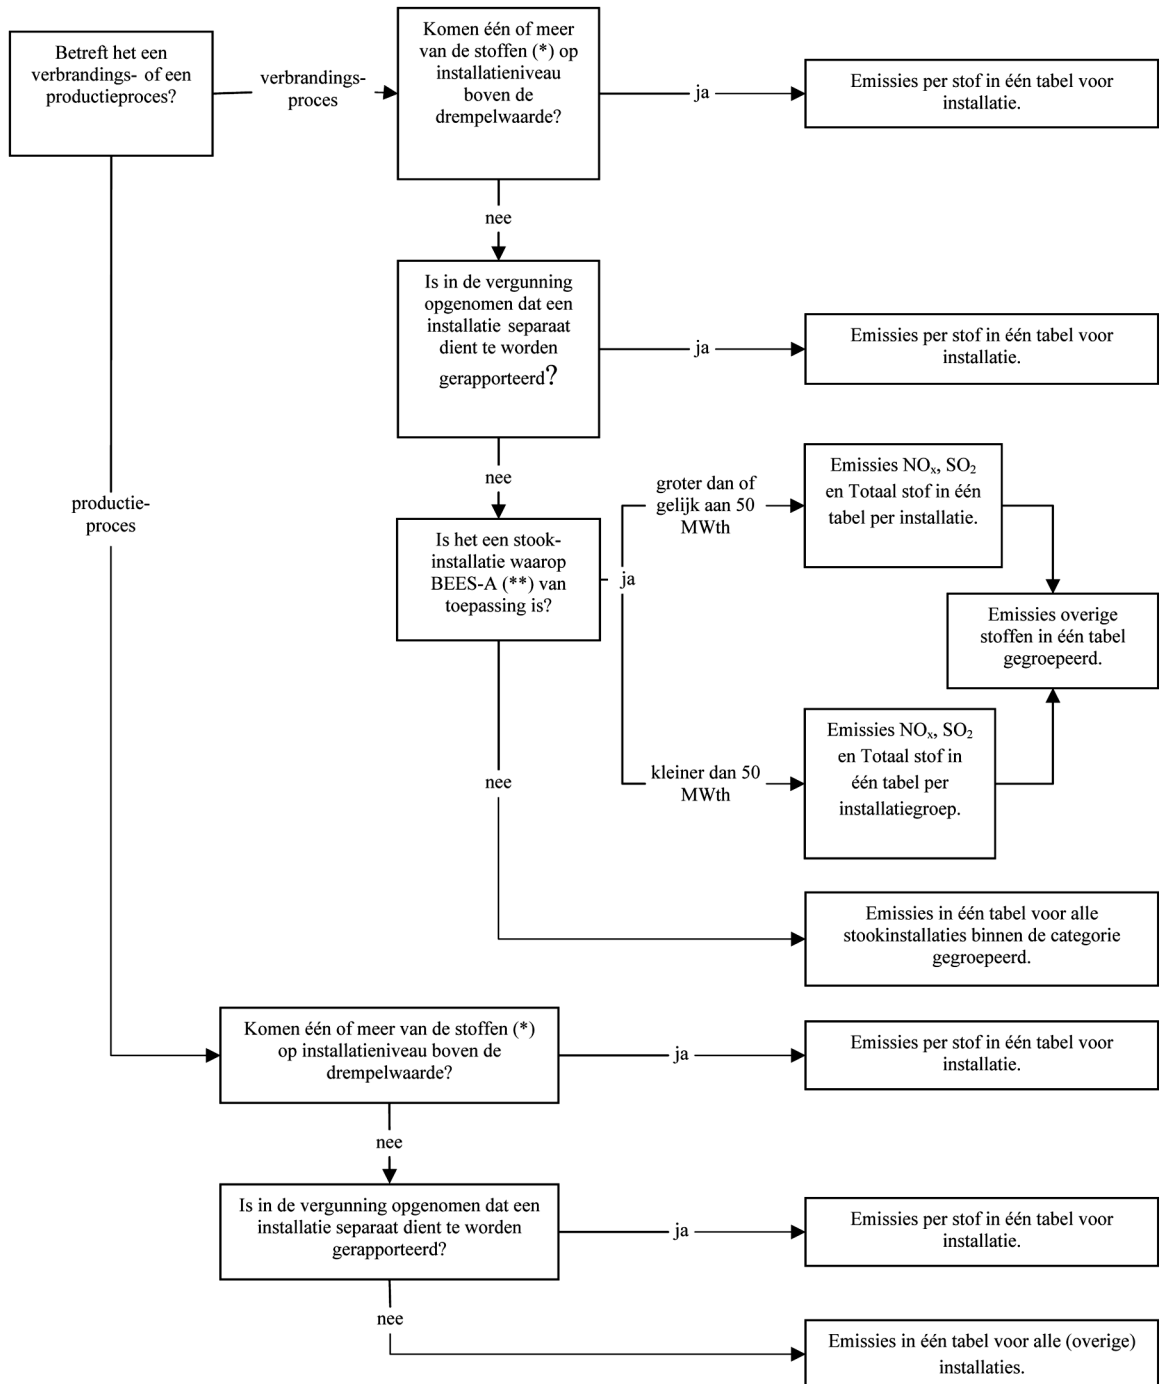 Betreft het een
verbrandings- of een
productieproces?
verbrandings-
proces
Komen één of meer
van de stoffen (*) op
installatieniveau
boven de
drempelwaarde?
ja
Emissies per stof in één tabel voor
installatie.
nee
Is in de vergunning
opgenomen dat een
installatie separaat
dient te worden
gerapporteerd?
ja
Emissies per stof in één tabel voor
installatie.
nee
Is het een stook-
installatie waarop
BEES-A (**) van
toepassing is?
ja
groter dan of
gelijk aan 50
MWth
Emissies NOₓ, SO₂
en Totaal stof in één
tabel per installatie.
Emissies overige
stoffen in één tabel
gegroepeerd.
kleiner dan 50
MWth
Emissies NOₓ, SO₂
en Totaal stof in
één tabel per
installatiegroep.
nee
Emissies in één tabel voor alle
stookinstallaties binnen de categorie
gegroepeerd.
productie-
proces
Komen één of meer van de stoffen (*)
op installatieniveau boven de
drempelwaarde?
ja
Emissies per stof in één tabel voor
installatie.
nee
Is in de vergunning opgenomen dat een
installatie separaat dient te worden
gerapporteerd?
ja
Emissies per stof in één tabel voor
installatie.
nee
Emissies in één tabel voor alle (overige)
installaties.